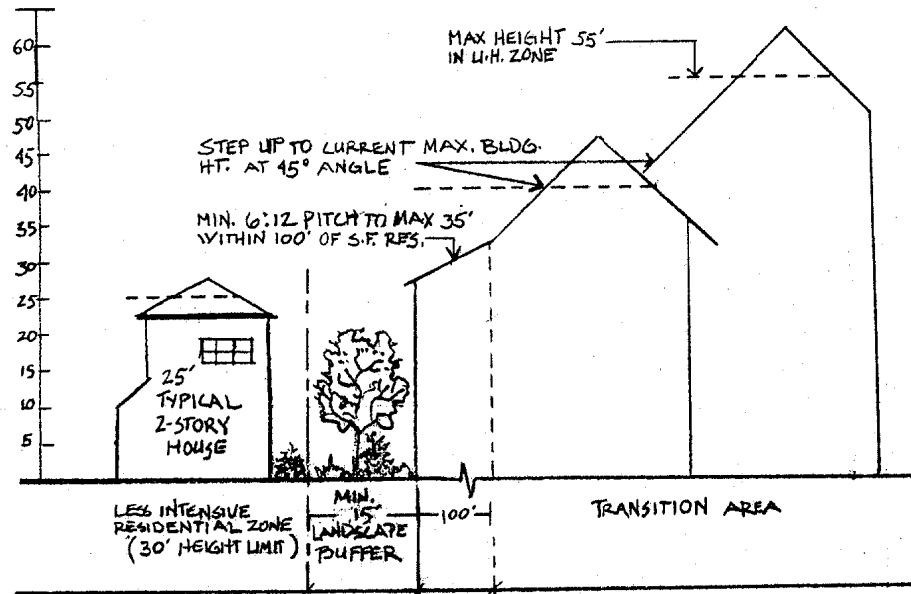 60
55
50
45
40
35
30
25
20
15
10
5
MAX HEIGHT 55'
IN U.H. ZONE
STEP UP TO CURRENT MAX. BLDG.
HT. AT 45° ANGLE
MIN. 6:12 PITCH TO MAX 35'
WITHIN 100' OF S.F. RES.
25'
TYPICAL
2-STORY
HOUSE
LESS INTENSIVE
RESIDENTIAL ZONE
(30' HEIGHT LIMIT)
MIN.
15'
LANDSCAPE
BUFFER
100'
TRANSITION AREA